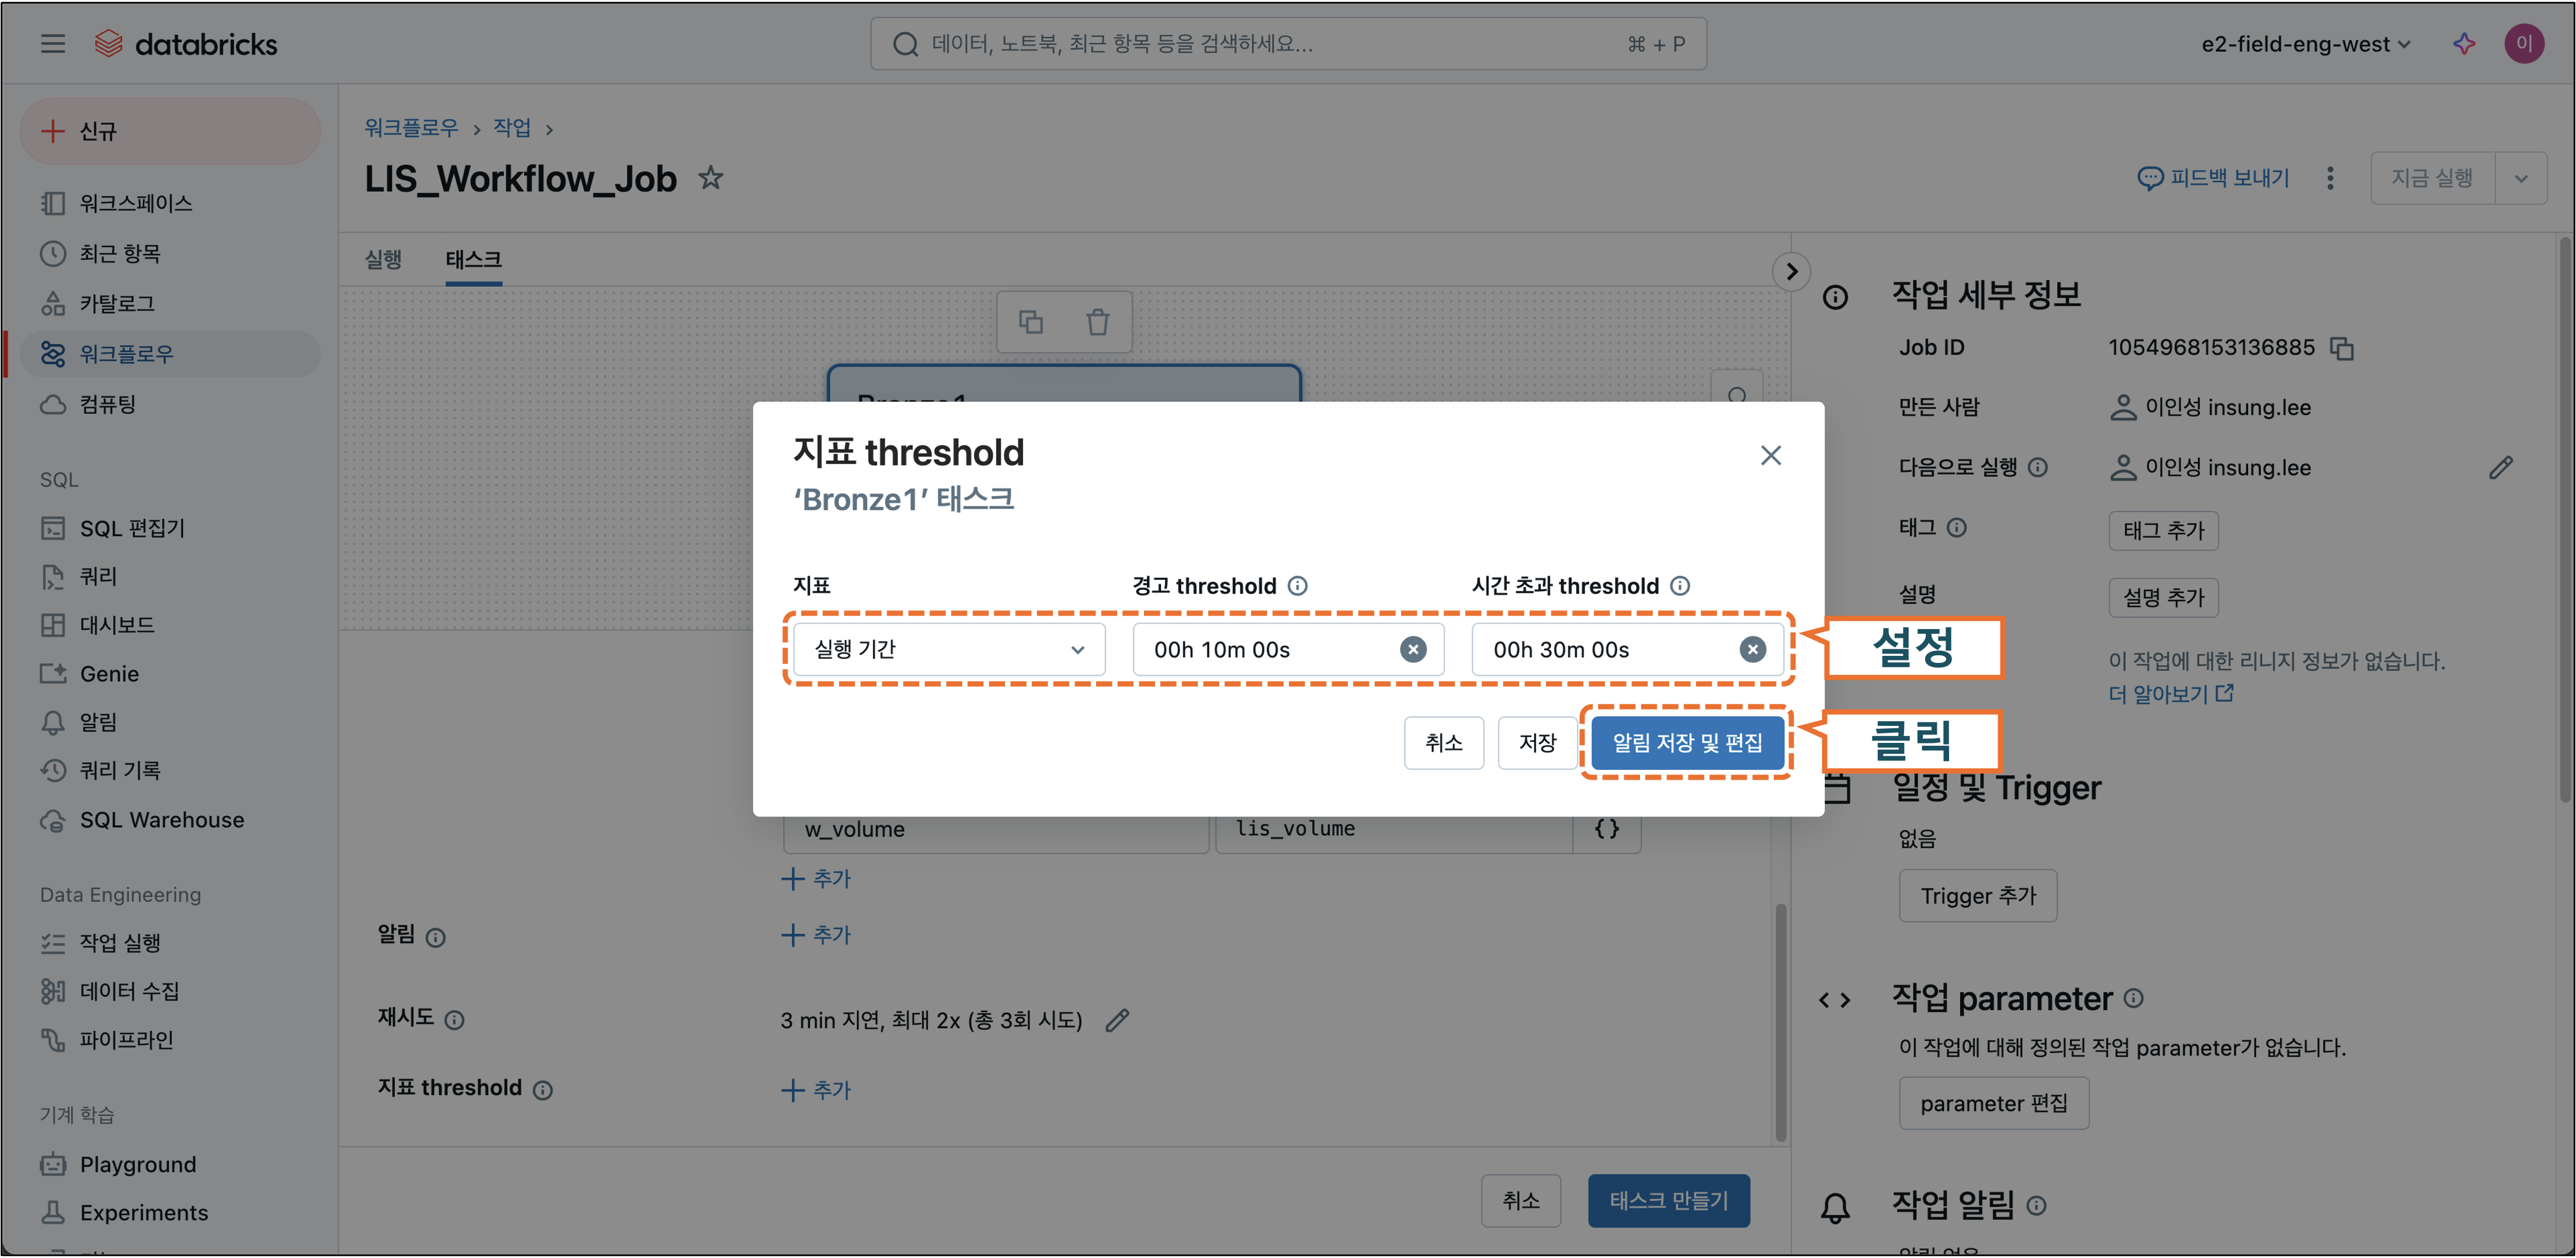 databricks
데이터, 노트북, 최근 항목 등을 검색하세요...
⌘ + P
e2-field-eng-west
이
신규
워크스페이스
최근 항목
카탈로그
워크플로우
컴퓨팅
SQL
SQL 편집기
쿼리
대시보드
Genie
알림
쿼리 기록
SQL Warehouse
Data Engineering
작업 실행
데이터 수집
파이프라인
기계 학습
Playground
Experiments
워크플로우 › 작업 ›
LIS_Workflow_Job
피드백 보내기
지금 실행
실행
태스크
Bronze1
지표 threshold
‘Bronze1’ 태스크
지표
경고 threshold
시간 초과 threshold
실행 기간
00h 10m 00s
00h 30m 00s
설정
취소
저장
알림 저장 및 편집
클릭
w_volume
lis_volume
{}
추가
알림
추가
재시도
3 min 지연, 최대 2x (총 3회 시도)
지표 threshold
추가
취소
태스크 만들기
작업 세부 정보
Job ID
1054968153136885
만든 사람
이인성 insung.lee
다음으로 실행
이인성 insung.lee
태그
태그 추가
설명
설명 추가
이 작업에 대한 리니지 정보가 없습니다.
더 알아보기
일정 및 Trigger
없음
Trigger 추가
작업 parameter
이 작업에 대해 정의된 작업 parameter가 없습니다.
parameter 편집
작업 알림